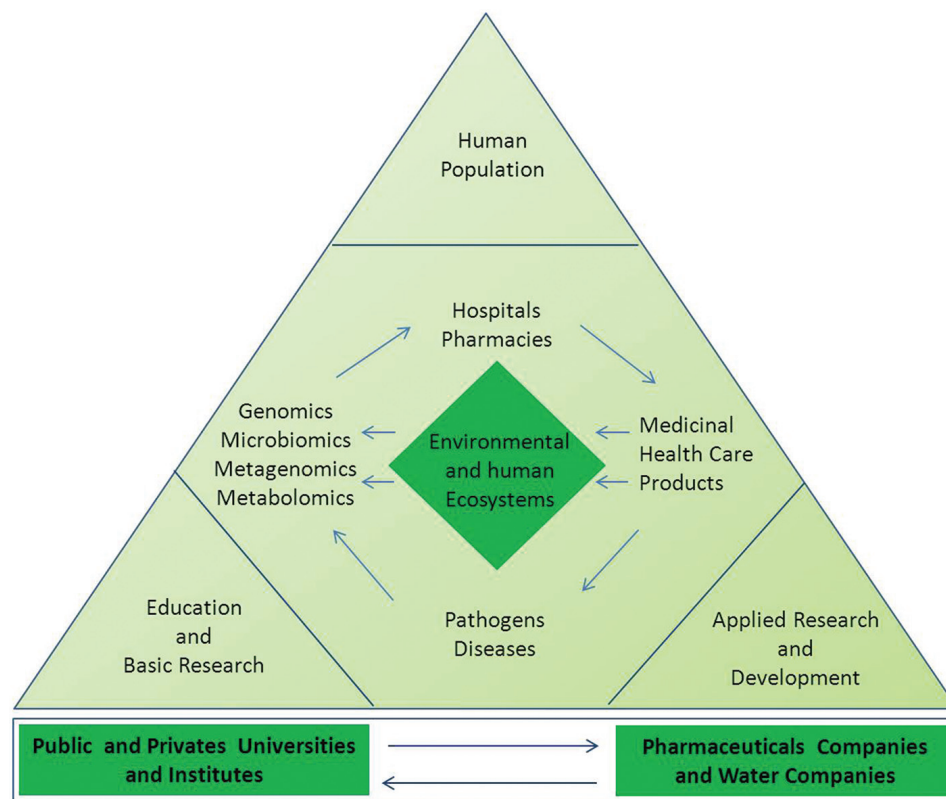 Human
Population
Hospitals
Pharmacies
Genomics
Microbiomics
Metagenomics
Metabolomics
Environmental
and human
Ecosystems
Medicinal
Health Care
Products
Education
and
Basic Research
Pathogens
Diseases
Applied Research
and
Development
Public and Privates Universities
and Institutes
Pharmaceuticals Companies
and Water Companies